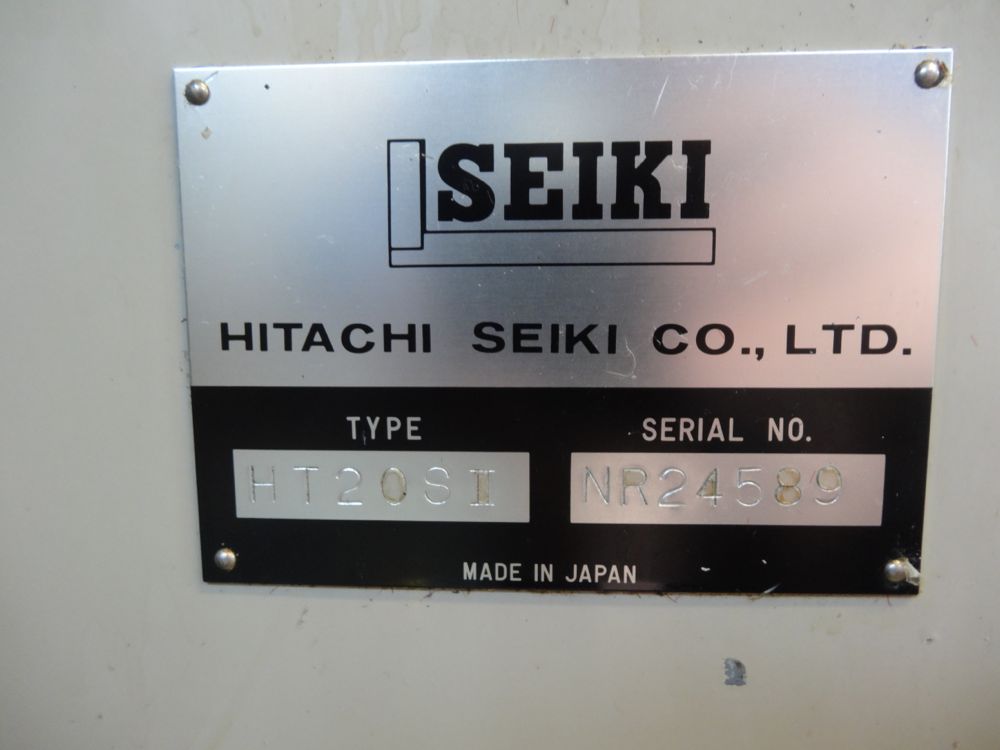 SEIKI
HITACHI SEIKI CO., LTD.
TYPE SERIAL NO.
HT20SII NR24589
MADE IN JAPAN